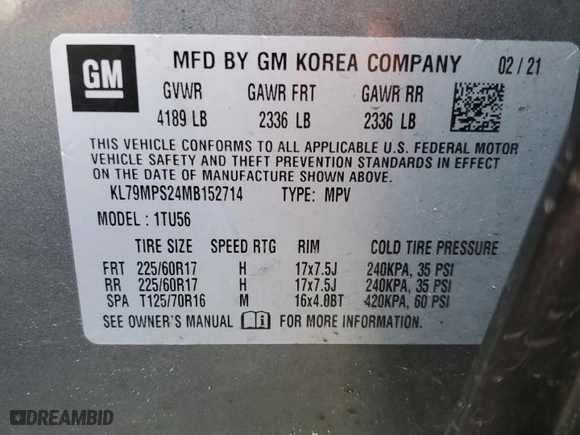 GM MFD BY GM KOREA COMPANY 02/21
GVWR GAWR FRT GAWR RR
4189 LB 2336 LB 2336 LB
THIS VEHICLE CONFORMS TO ALL APPLICABLE U.S. FEDERAL MOTOR
VEHICLE SAFETY AND THEFT PREVENTION STANDARDS IN EFFECT
ON THE DATE OF MANUFACTURE SHOWN ABOVE.
KL79MPS24MB152714 TYPE: MPV
MODEL: 1TU56
TIRE SIZE SPEED RTG RIM COLD TIRE PRESSURE
FRT 225/60R17 H 17x7.5J 240KPA, 35 PSI
RR 225/60R17 H 17x7.5J 240KPA, 35 PSI
SPA T125/70R16 M 16x4.0BT 420KPA, 60 PSI
SEE OWNER'S MANUAL FOR MORE INFORMATION.
DREAMBID